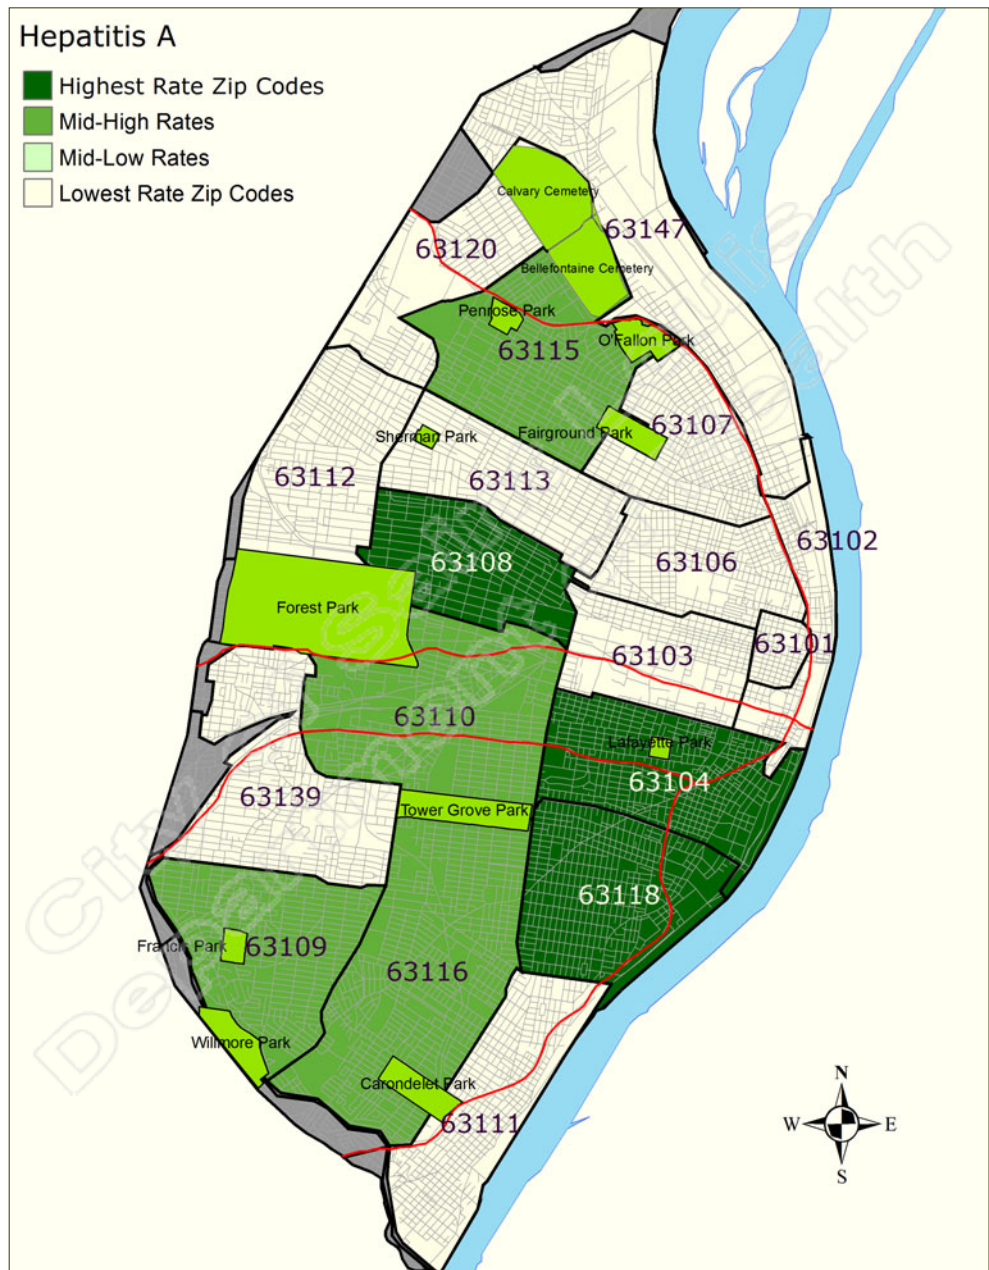 Hepatitis A
Highest Rate Zip Codes
Mid-High Rates
Mid-Low Rates
Lowest Rate Zip Codes
Calvary Cemetery
63147
63120
Bellefontaine Cemetery
Penrose Park
O'Fallon Park
63115
63107
Fairground Park
Sherman Park
63112
63113
63102
63106
63108
Forest Park
63101
63103
63110
Lafayette Park
63104
63139
Tower Grove Park
63118
Francis Park
63109
63116
Willmore Park
Carondelet Park
63111
N
W
E
S
City
Department
Health